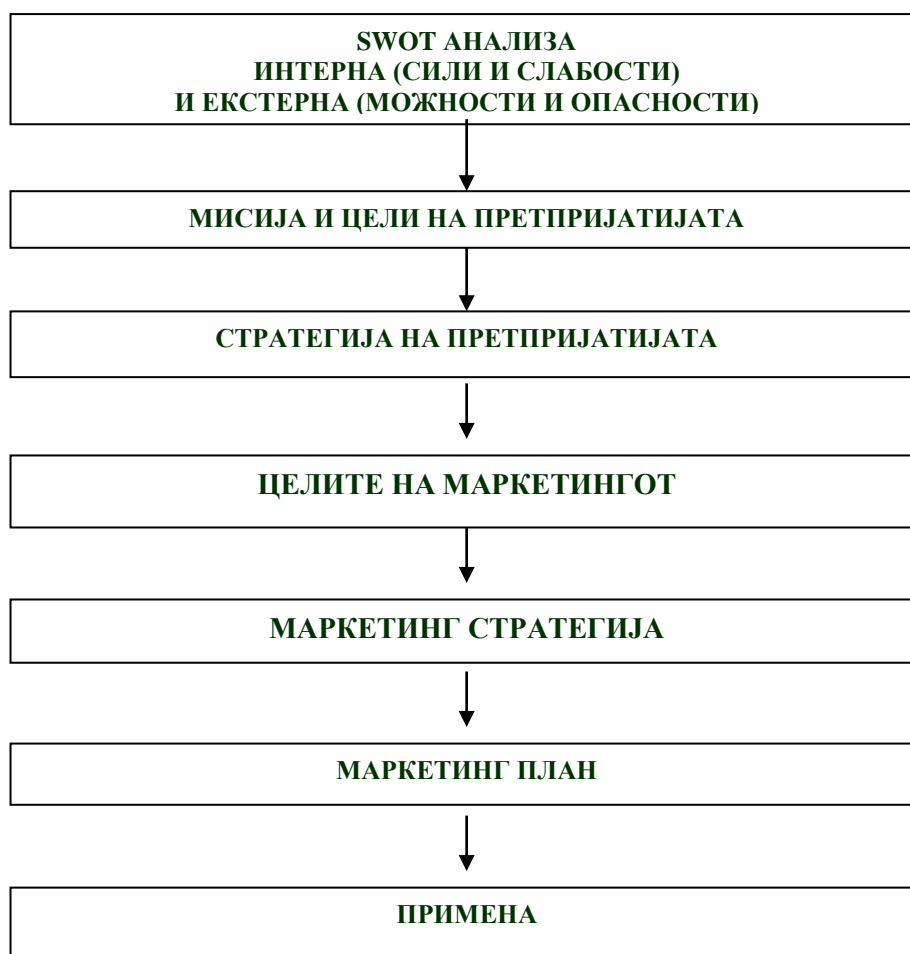 SWOT АНАЛИЗА
ИНТЕРНА (СИЛИ И СЛАБОСТИ)
И ЕКСТЕРНА (МОЖНОСТИ И ОПАСНОСТИ)
МИСИЈА И ЦЕЛИ НА ПРЕТПРИЈАТИЈАТА
СТРАТЕГИЈА НА ПРЕТПРИЈАТИЈАТА
ЦЕЛИТЕ НА МАРКЕТИНГОТ
МАРКЕТИНГ СТРАТЕГИЈА
МАРКЕТИНГ ПЛАН
ПРИМЕНА